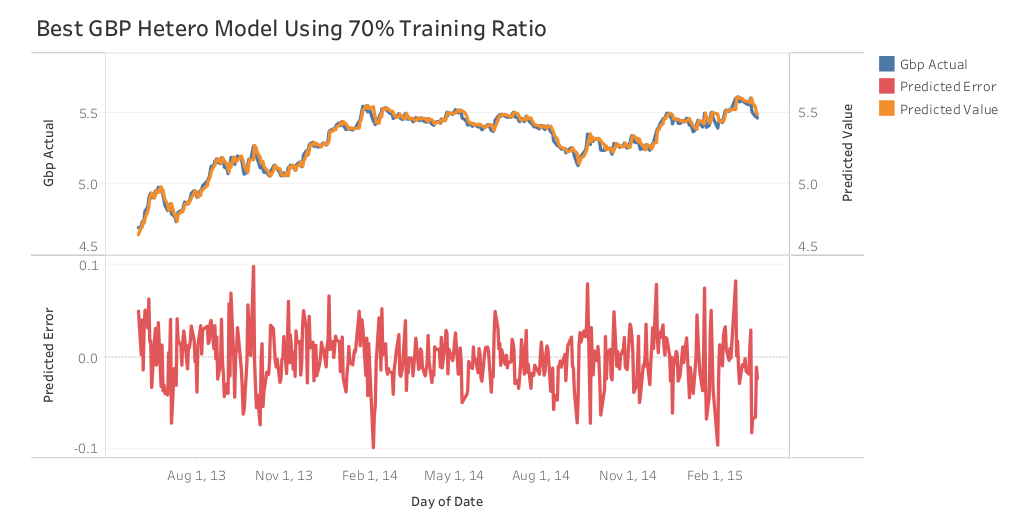 Best GBP Hetero Model Using 70% Training Ratio
Gbp Actual
Predicted Error
Predicted Value
Gbp Actual
5.5
5.0
4.5
Predicted Value
5.5
5.0
4.5
Predicted Error
0.1
0.0
-0.1
Aug 1, 13
Nov 1, 13
Feb 1, 14
May 1, 14
Aug 1, 14
Nov 1, 14
Feb 1, 15
Day of Date